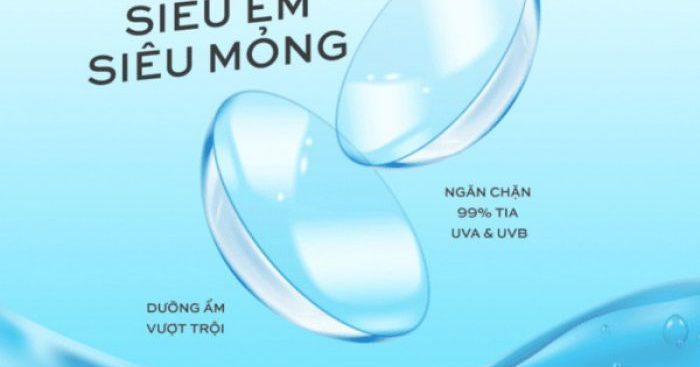 SIÊU ÊM
SIÊU MỎNG
NGĂN CHẶN
99% TIA
UVA & UVB
DƯỠNG ẨM
VƯỢT TRỘI